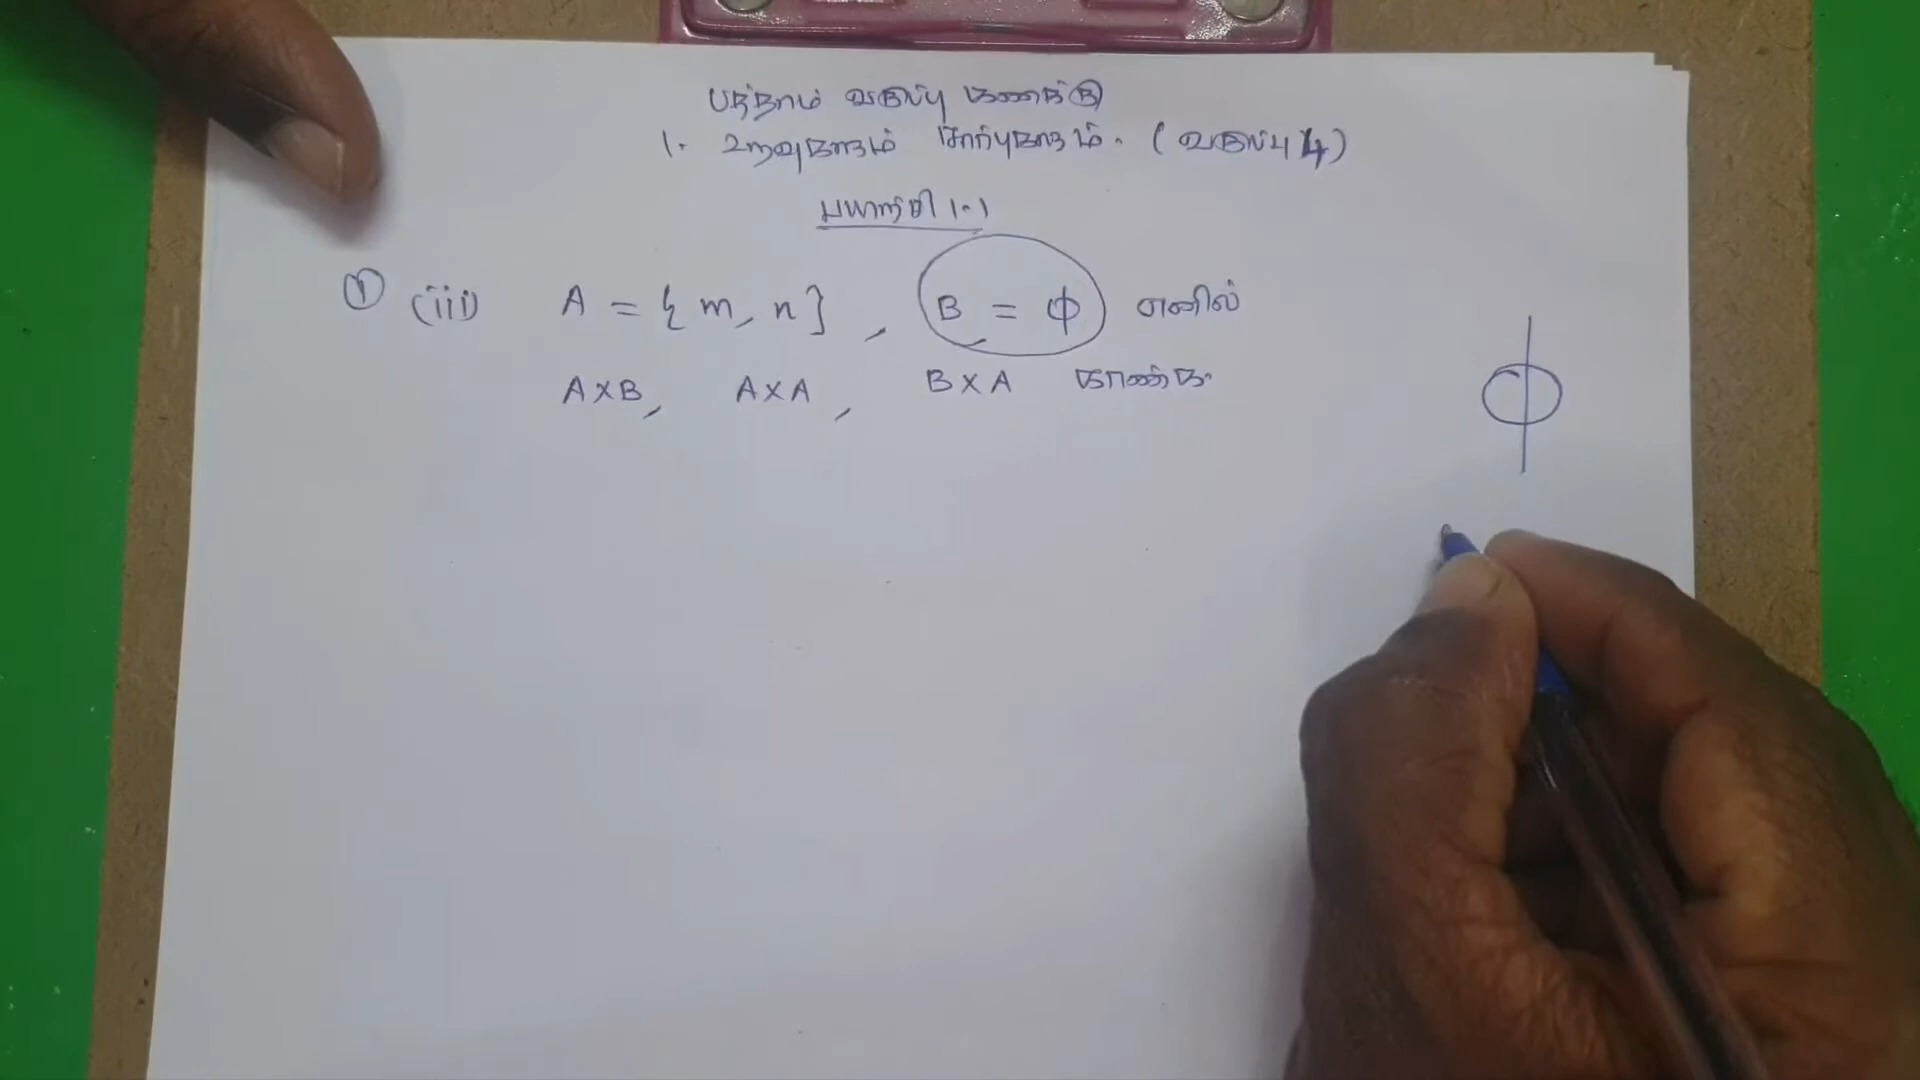 பத்தாம் வகுப்பு கணக்கு
1. உறவுகளும் சார்புகளும். (வகுப்பு 4)
பயிற்சி 1.1
① (iii) A = { m, n } , B = ϕ எனில்
A×B, A×A, B×A காண்க.
ϕ